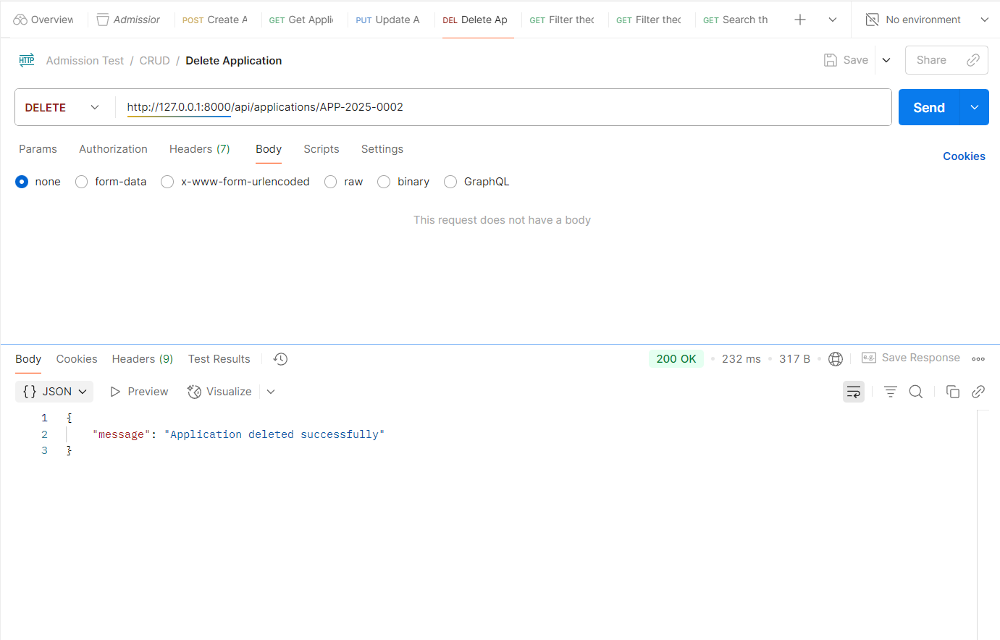 Overview Admissior POST Create A GET Get Applic PUT Update A DEL Delete Ap GET Filter thec GET Filter thec GET Search th No environment
HTTP Admission Test / CRUD / Delete Application Save Share
DELETE http://127.0.0.1:8000/api/applications/APP-2025-0002 Send
Params Authorization Headers (7) Body Scripts Settings Cookies
none form-data x-www-form-urlencoded raw binary GraphQL
This request does not have a body
Body Cookies Headers (9) Test Results 200 OK 232 ms 317 B e.g. Save Response
{} JSON Preview Visualize
1 {
2 "message": "Application deleted successfully"
3 }